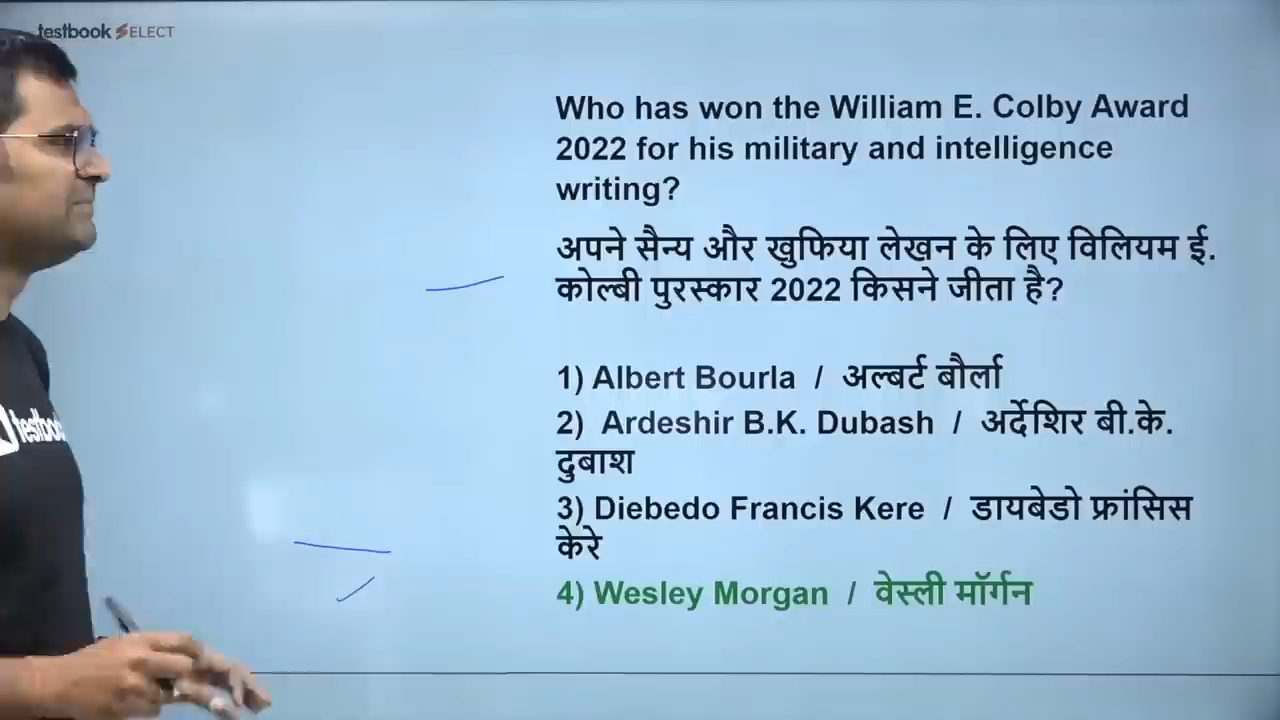 testbook SELECT
Who has won the William E. Colby Award
2022 for his military and intelligence
writing?
अपने सैन्य और खुफिया लेखन के लिए विलियम ई.
कोल्बी पुरस्कार 2022 किसने जीता है?
1) Albert Bourla / अल्बर्ट बौर्ला
2) Ardeshir B.K. Dubash / अर्देशिर बी.के.
दुबाश
3) Diebedo Francis Kere / डायबेडो फ्रांसिस
केरे
4) Wesley Morgan / वेस्ली मॉर्गन